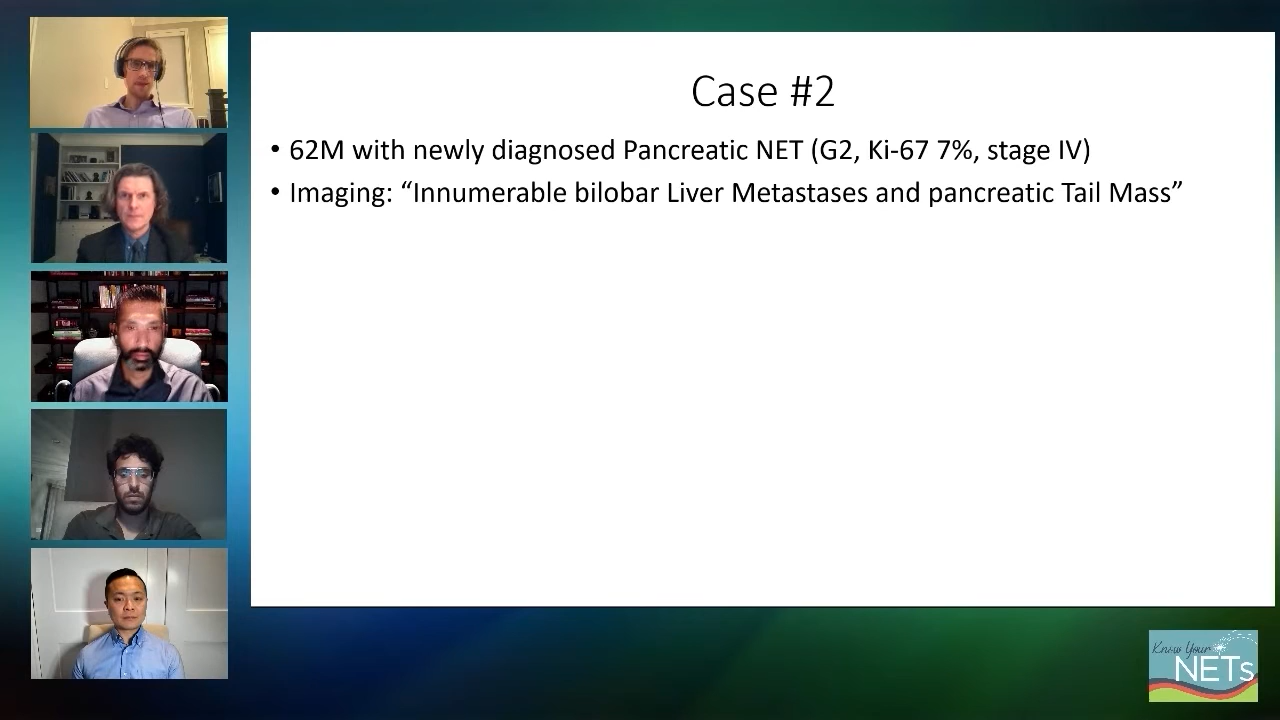 Case #2
• 62M with newly diagnosed Pancreatic NET (G2, Ki-67 7%, stage IV)
• Imaging: “Innumerable bilobar Liver Metastases and pancreatic Tail Mass”
Know Your
NETs